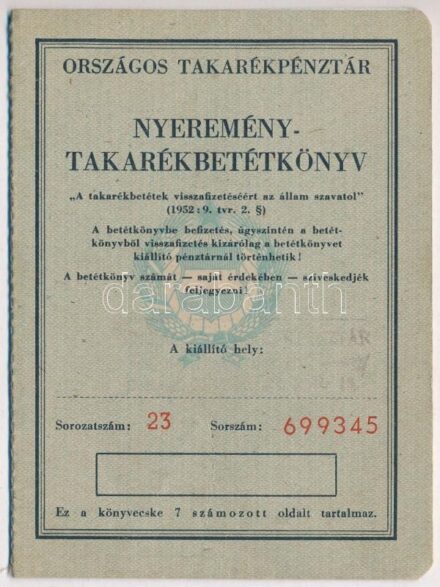 ORSZÁGOS TAKARÉKPÉNZTÁR
NYEREMÉNY-
TAKARÉKBETÉTKÖNYV
„A takarékbetétek visszafizetéséért az állam szavatol"
(1952 : 9. tvr. 2. §)
A betétkönyvbe befizetés, úgyszintén a betét-
könyvből visszafizetés kizárólag a betétkönyvet
kiállító pénztárnál történhetik !
A betétkönyv számát — saját érdekében — szíveskedjék
feljegyezni !
darabanth
A kiállító hely:
Sorozatszám: 23 Sorszám: 699345
Ez a könyvecske 7 számozott oldalt tartalmaz.